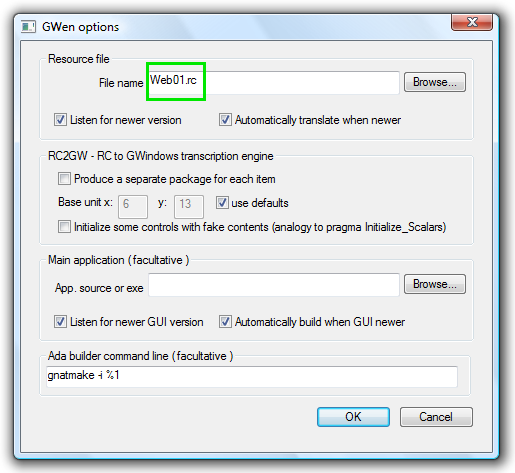 GWen options
Resource file
File name Web01.rc Browse...
Listen for newer version Automatically translate when newer
RC2GW - RC to GWindows transcription engine
Produce a separate package for each item
Base unit x: 6 y: 13 use defaults
Initialize some controls with fake contents (analogy to pragma Initialize_Scalars)
Main application ( facultative )
App. source or exe Browse...
Listen for newer GUI version Automatically build when GUI newer
Ada builder command line ( facultative )
gnatmake -i %1
OK Cancel